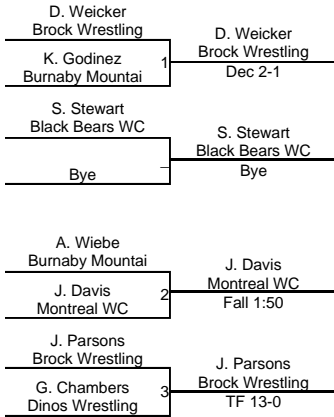 D. Weicker
Brock Wrestling
K. Godinez
Burnaby Mountai
1
D. Weicker
Brock Wrestling
Dec 2-1
S. Stewart
Black Bears WC
Bye
_
S. Stewart
Black Bears WC
Bye
A. Wiebe
Burnaby Mountai
J. Davis
Montreal WC
2
J. Davis
Montreal WC
Fall 1:50
J. Parsons
Brock Wrestling
G. Chambers
Dinos Wrestling
3
J. Parsons
Brock Wrestling
TF 13-0